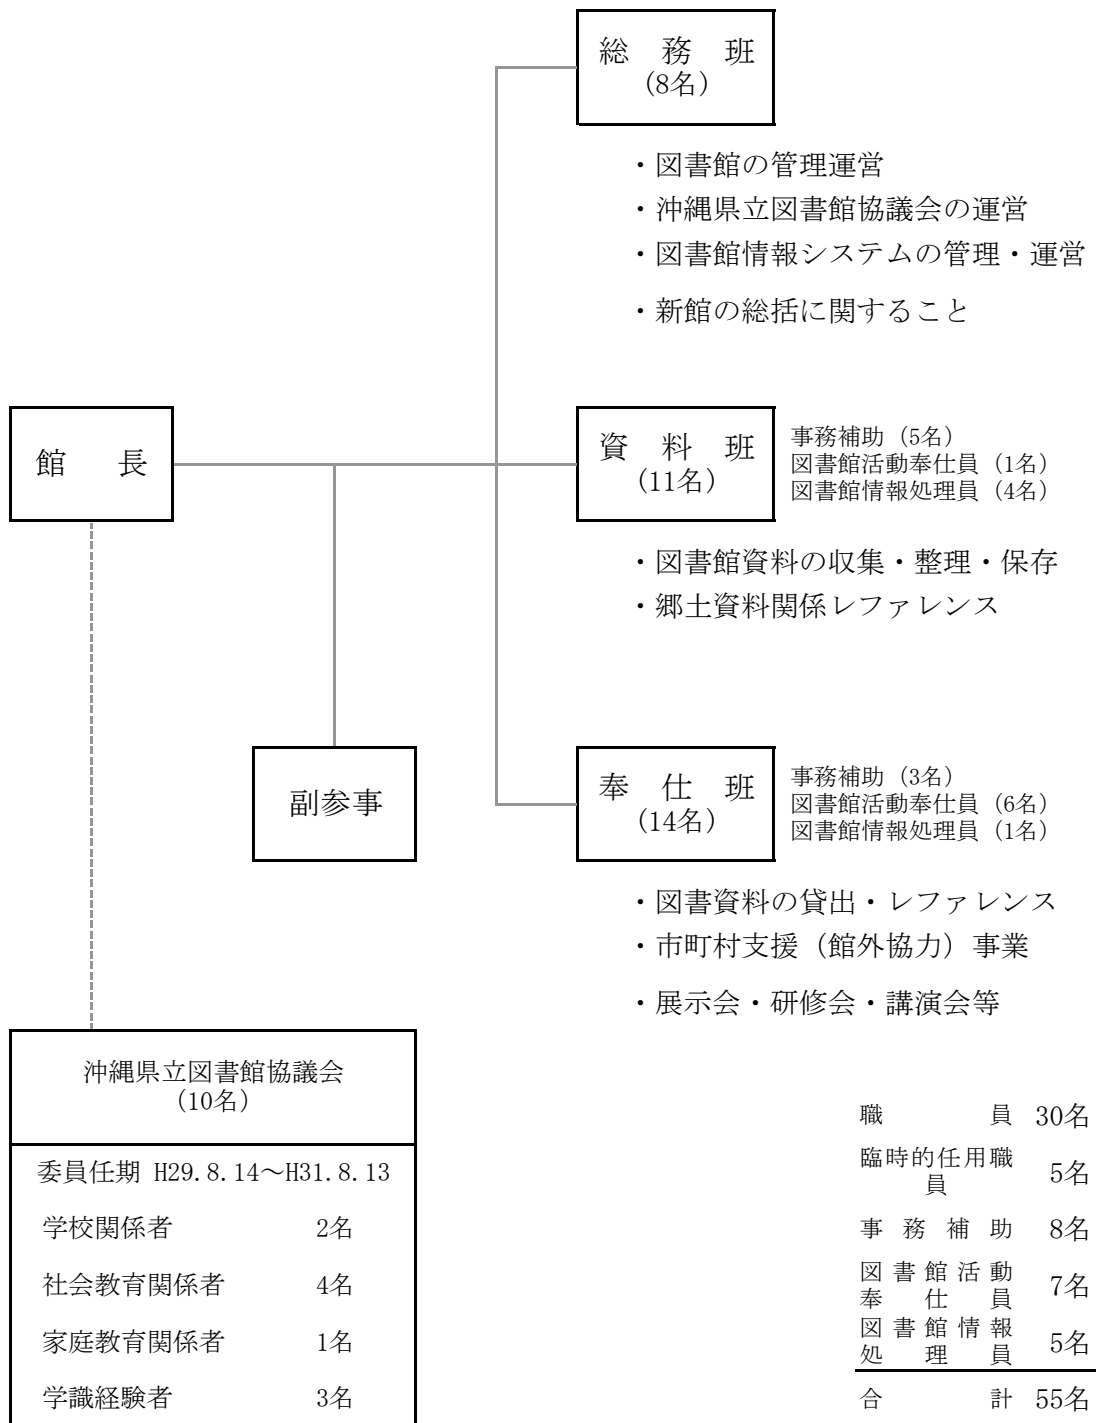 総務班
(8名)
・図書館の管理運営
・沖縄県立図書館協議会の運営
・図書館情報システムの管理・運営
・新館の総括に関すること
館長
資料班
(11名)
事務補助（5名）
図書館活動奉仕員（1名）
図書館情報処理員（4名）
・図書館資料の収集・整理・保存
・郷土資料関係レファレンス
副参事
奉仕班
(14名)
事務補助（3名）
図書館活動奉仕員（6名）
図書館情報処理員（1名）
・図書資料の貸出・レファレンス
・市町村支援（館外協力）事業
・展示会・研修会・講演会等
沖縄県立図書館協議会
(10名)
委員任期 H29.8.14～H31.8.13
学校関係者 2名
社会教育関係者 4名
家庭教育関係者 1名
学識経験者 3名
職員 30名
臨時的任用職
員 5名
事務補助 8名
図書館活動
奉仕員 7名
図書館情報
処理員 5名
合計 55名